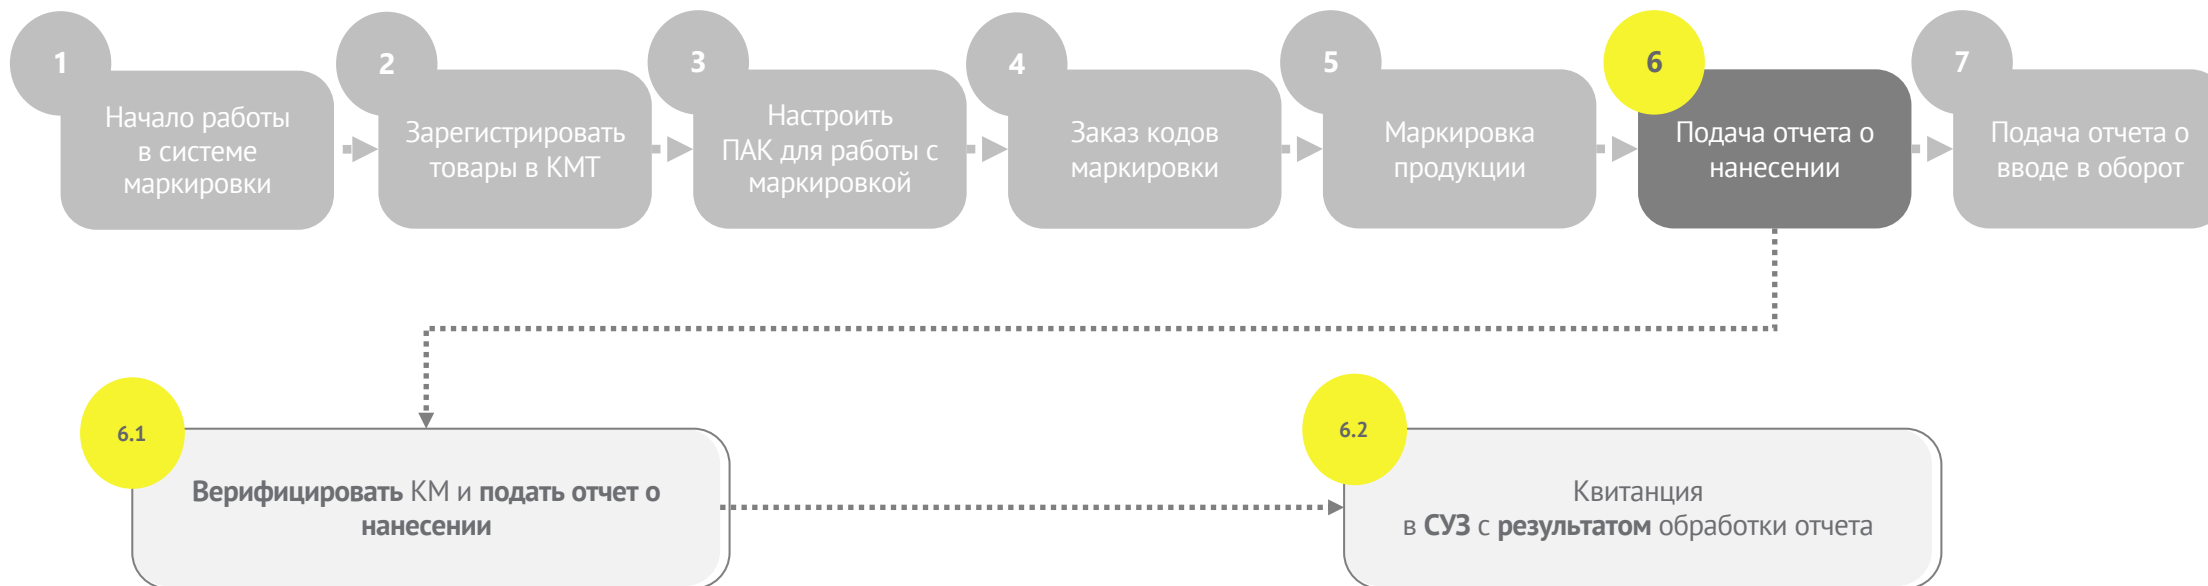 1
Начало работы
в системе
маркировки
2
Зарегистрировать
товары в КМТ
3
Настроить
ПАК для работы с
маркировкой
4
Заказ кодов
маркировки
5
Маркировка
продукции
6
Подача отчета о
нанесении
7
Подача отчета о
вводе в оборот
6.1
Верифицировать КМ и подать отчет о
нанесении
6.2
Квитанция
в СУЗ с результатом обработки отчета